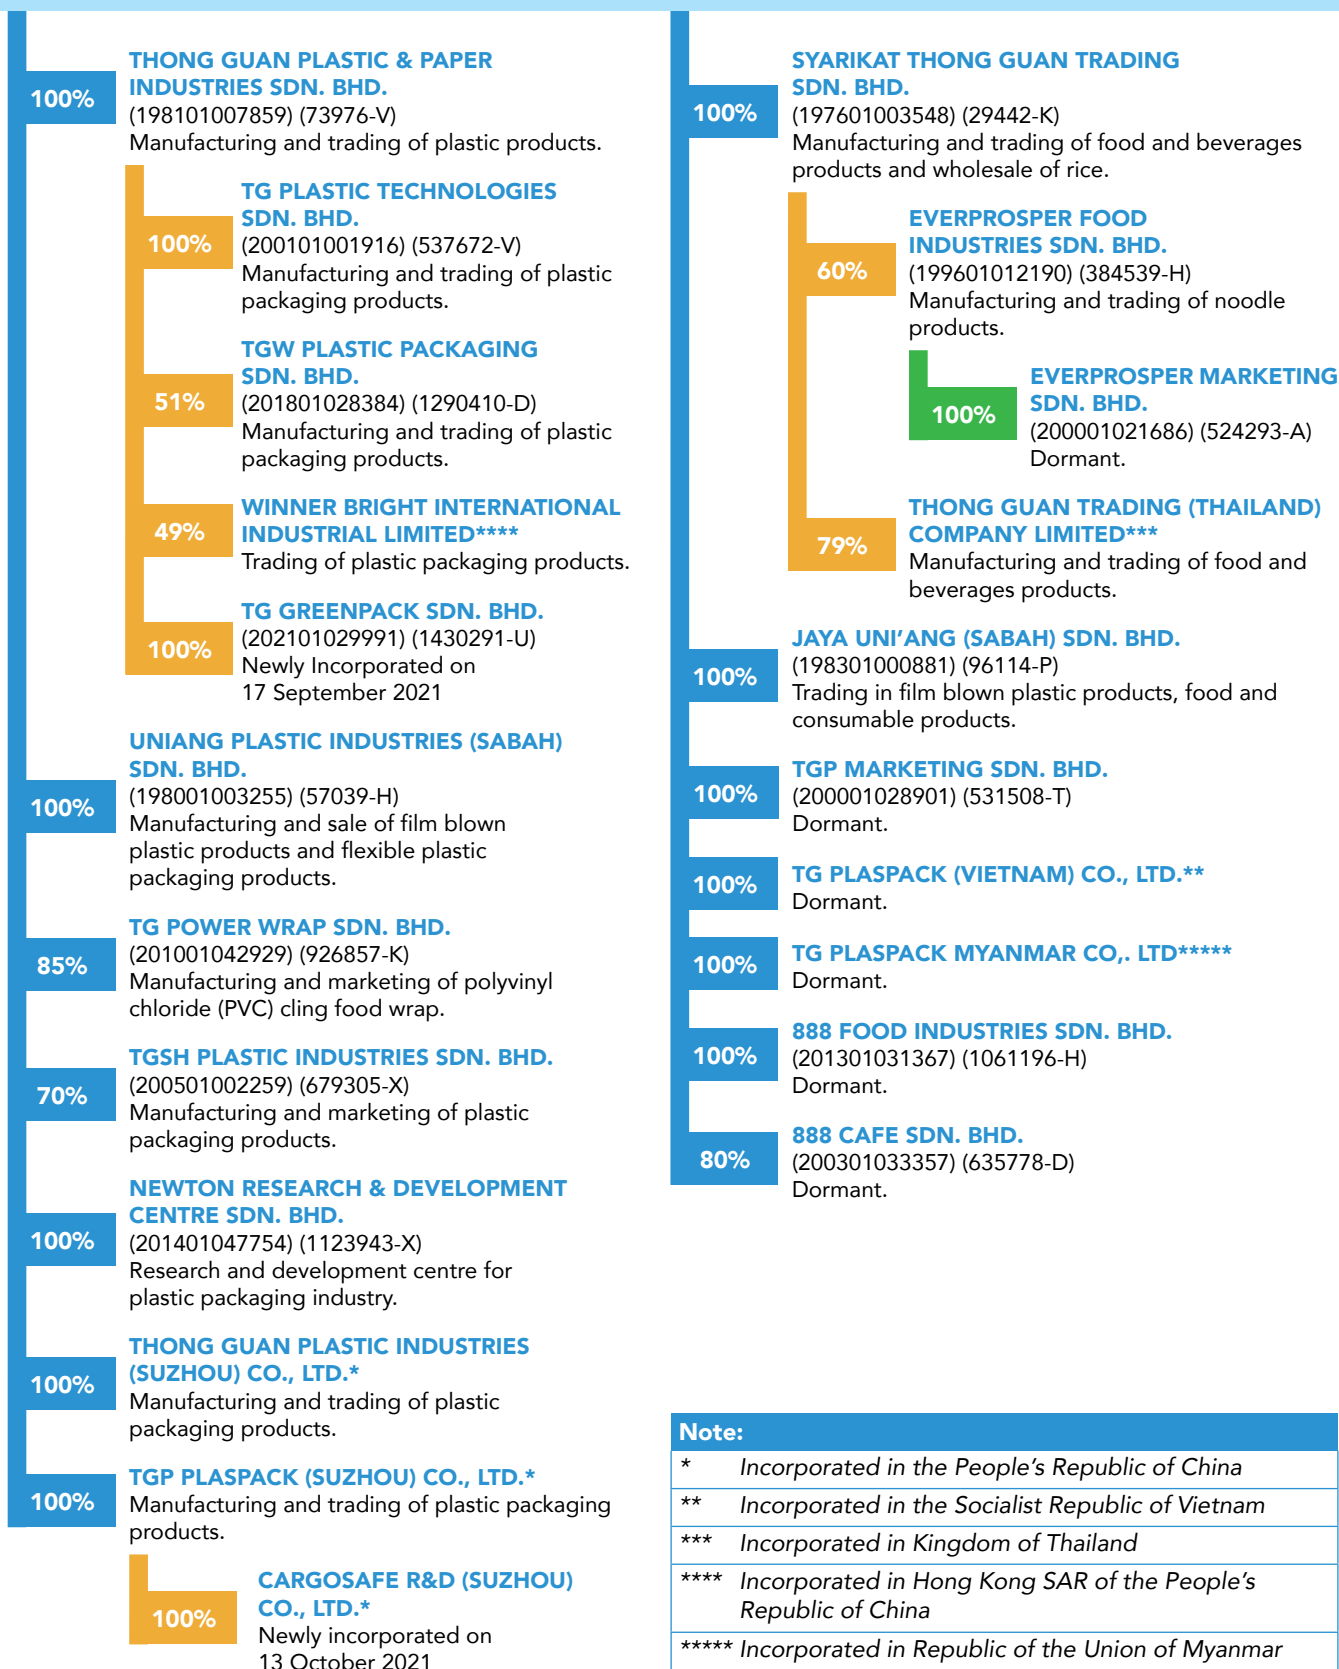 THONG GUAN PLASTIC & PAPER
INDUSTRIES SDN. BHD.
100%
(198101007859) (73976-V)
Manufacturing and trading of plastic products.
TG PLASTIC TECHNOLOGIES
SDN. BHD.
100%
(200101001916) (537672-V)
Manufacturing and trading of plastic
packaging products.
TGW PLASTIC PACKAGING
SDN. BHD.
51%
(201801028384) (1290410-D)
Manufacturing and trading of plastic
packaging products.
WINNER BRIGHT INTERNATIONAL
49%
INDUSTRIAL LIMITED****
Trading of plastic packaging products.
TG GREENPACK SDN. BHD.
(202101029991) (1430291-U)
100%
Newly Incorporated on
17 September 2021
UNIANG PLASTIC INDUSTRIES (SABAH)
SDN. BHD.
100%
(198001003255) (57039-H)
Manufacturing and sale of film blown
plastic products and flexible plastic
packaging products.
TG POWER WRAP SDN. BHD.
85%
(201001042929) (926857-K)
Manufacturing and marketing of polyvinyl
chloride (PVC) cling food wrap.
TGSH PLASTIC INDUSTRIES SDN. BHD.
70%
(200501002259) (679305-X)
Manufacturing and marketing of plastic
packaging products.
NEWTON RESEARCH & DEVELOPMENT
CENTRE SDN. BHD.
100%
(201401047754) (1123943-X)
Research and development centre for
plastic packaging industry.
THONG GUAN PLASTIC INDUSTRIES
(SUZHOU) CO., LTD.*
100%
Manufacturing and trading of plastic
packaging products.
TGP PLASPACK (SUZHOU) CO., LTD.*
100%
Manufacturing and trading of plastic packaging
products.
CARGOSAFE R&D (SUZHOU)
CO., LTD.*
100%
Newly incorporated on
13 October 2021
SYARIKAT THONG GUAN TRADING
SDN. BHD.
100%
(197601003548) (29442-K)
Manufacturing and trading of food and beverages
products and wholesale of rice.
EVERPROSPER FOOD
INDUSTRIES SDN. BHD.
60%
(199601012190) (384539-H)
Manufacturing and trading of noodle
products.
EVERPROSPER MARKETING
SDN. BHD.
100%
(200001021686) (524293-A)
Dormant.
THONG GUAN TRADING (THAILAND)
COMPANY LIMITED***
79%
Manufacturing and trading of food and
beverages products.
JAYA UNI’ANG (SABAH) SDN. BHD.
100%
(198301000881) (96114-P)
Trading in film blown plastic products, food and
consumable products.
TGP MARKETING SDN. BHD.
100%
(200001028901) (531508-T)
Dormant.
TG PLASPACK (VIETNAM) CO., LTD.**
100%
Dormant.
TG PLASPACK MYANMAR CO,. LTD*****
100%
Dormant.
888 FOOD INDUSTRIES SDN. BHD.
100%
(201301031367) (1061196-H)
Dormant.
888 CAFE SDN. BHD.
80%
(200301033357) (635778-D)
Dormant.
Note:
* Incorporated in the People’s Republic of China
** Incorporated in the Socialist Republic of Vietnam
*** Incorporated in Kingdom of Thailand
**** Incorporated in Hong Kong SAR of the People’s
Republic of China
***** Incorporated in Republic of the Union of Myanmar